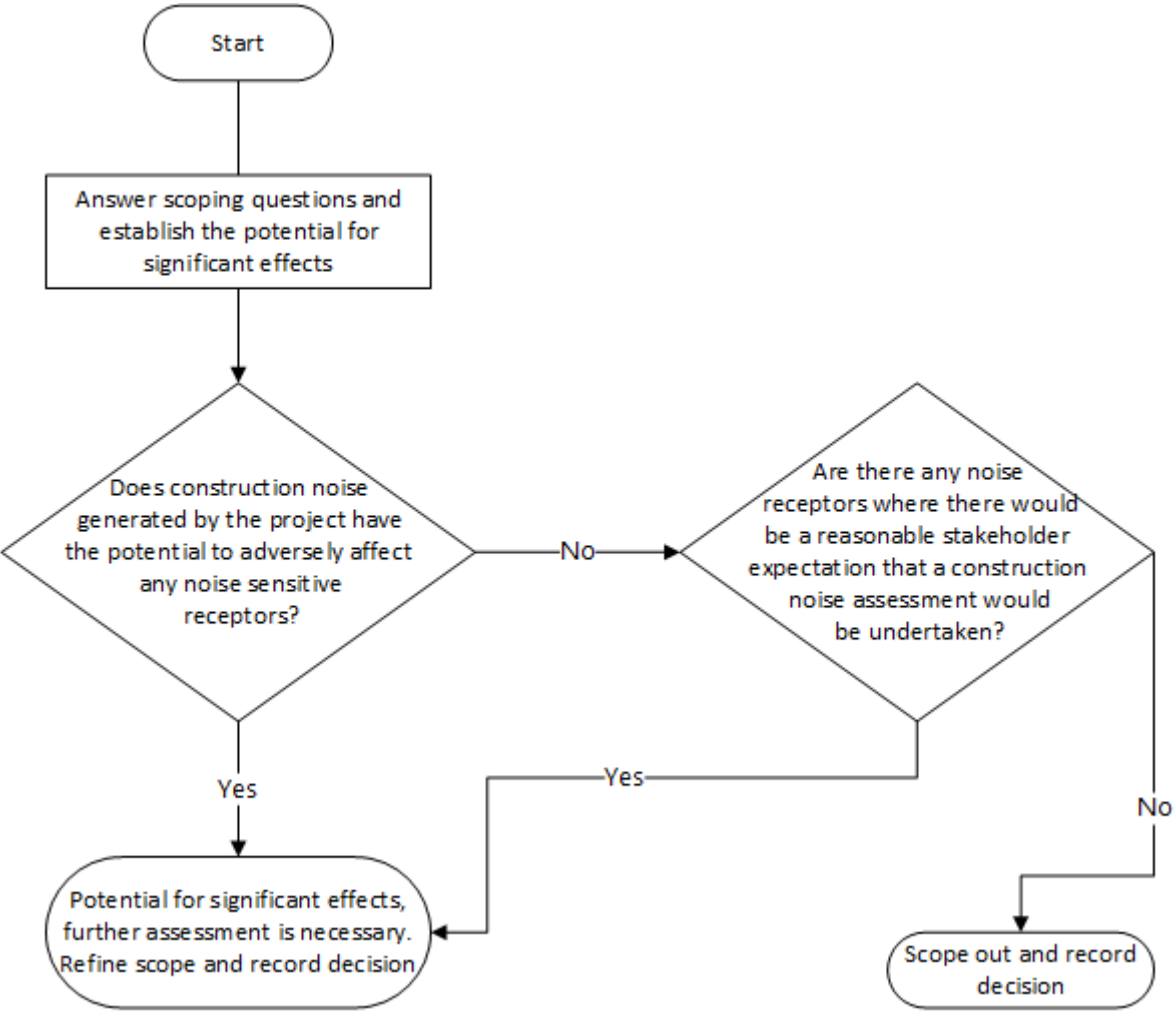 Start
Answer scoping questions and
establish the potential for
significant effects
Does construction noise
generated by the project have
the potential to adversely affect
any noise sensitive
receptors?
No
Are there any noise
receptors where there would
be a reasonable stakeholder
expectation that a construction
noise assessment would
be undertaken?
Yes
Yes
No
Potential for significant effects,
further assessment is necessary.
Refine scope and record decision
Scope out and record
decision